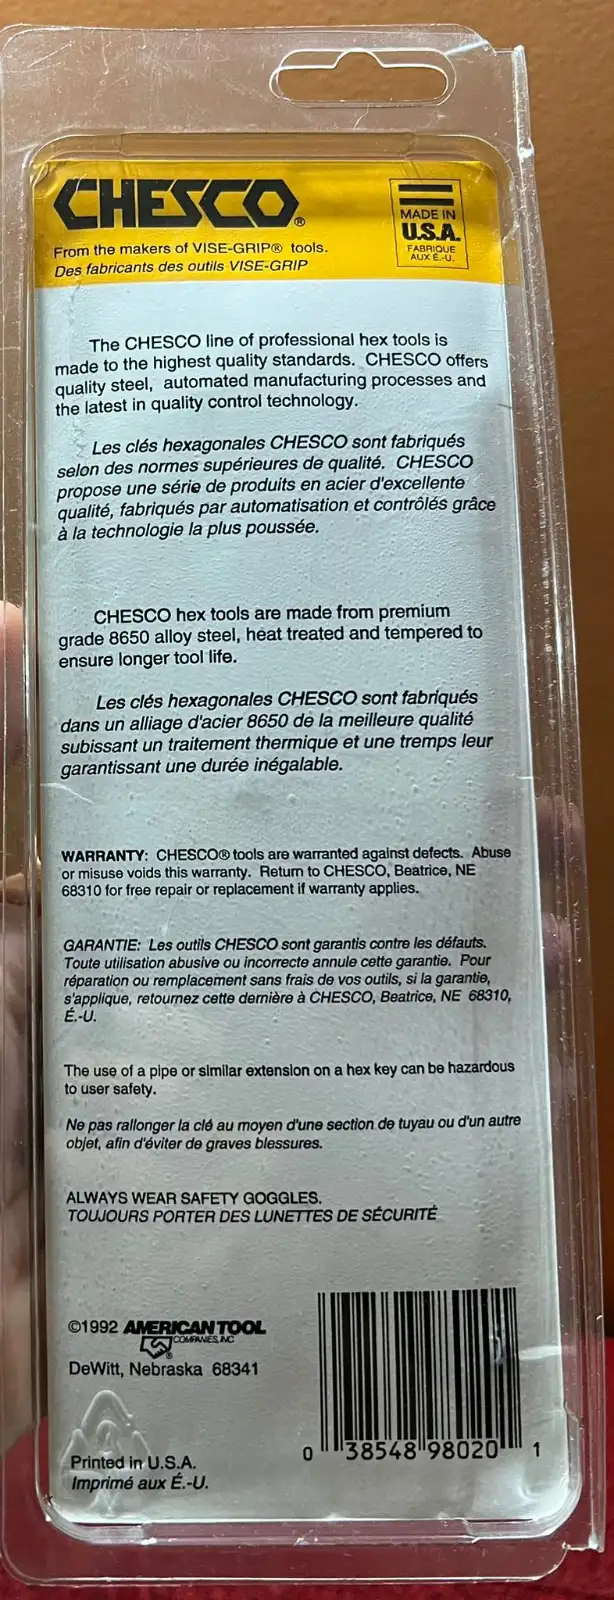 CHESCO®
MADE IN
U.S.A.
FABRIQUE
AUX É.-U.
From the makers of VISE-GRIP® tools.
Des fabricants des outils VISE-GRIP
The CHESCO line of professional hex tools is
made to the highest quality standards. CHESCO offers
quality steel, automated manufacturing processes and
the latest in quality control technology.
Les clés hexagonales CHESCO sont fabriqués
selon des normes supérieures de qualité. CHESCO
propose une série de produits en acier d'excellente
qualité, fabriqués par automatisation et contrôlés grâce
à la technologie la plus poussée.
CHESCO hex tools are made from premium
grade 8650 alloy steel, heat treated and tempered to
ensure longer tool life.
Les clés hexagonales CHESCO sont fabriqués
dans un alliage d'acier 8650 de la meilleure qualité
subissant un traitement thermique et une tremps leur
garantissant une durée inégalable.
WARRANTY: CHESCO® tools are warranted against defects. Abuse
or misuse voids this warranty. Return to CHESCO, Beatrice, NE
68310 for free repair or replacement if warranty applies.
GARANTIE: Les outils CHESCO sont garantis contre les défauts.
Toute utilisation abusive ou incorrecte annule cette garantie. Pour
réparation ou remplacement sans frais de vos outils, si la garantie,
s'applique, retournez cette dernière à CHESCO, Beatrice, NE 68310,
É.-U.
The use of a pipe or similar extension on a hex key can be hazardous
to user safety.
Ne pas rallonger la clé au moyen d'une section de tuyau ou d'un autre
objet, afin d'éviter de graves blessures.
ALWAYS WEAR SAFETY GOGGLES.
TOUJOURS PORTER DES LUNETTES DE SÉCURITÉ
©1992 AMERICAN TOOL
COMPANIES, INC
®
DeWitt, Nebraska 68341
Printed in U.S.A.
Imprimé aux É.-U.
0 38548 98020 1